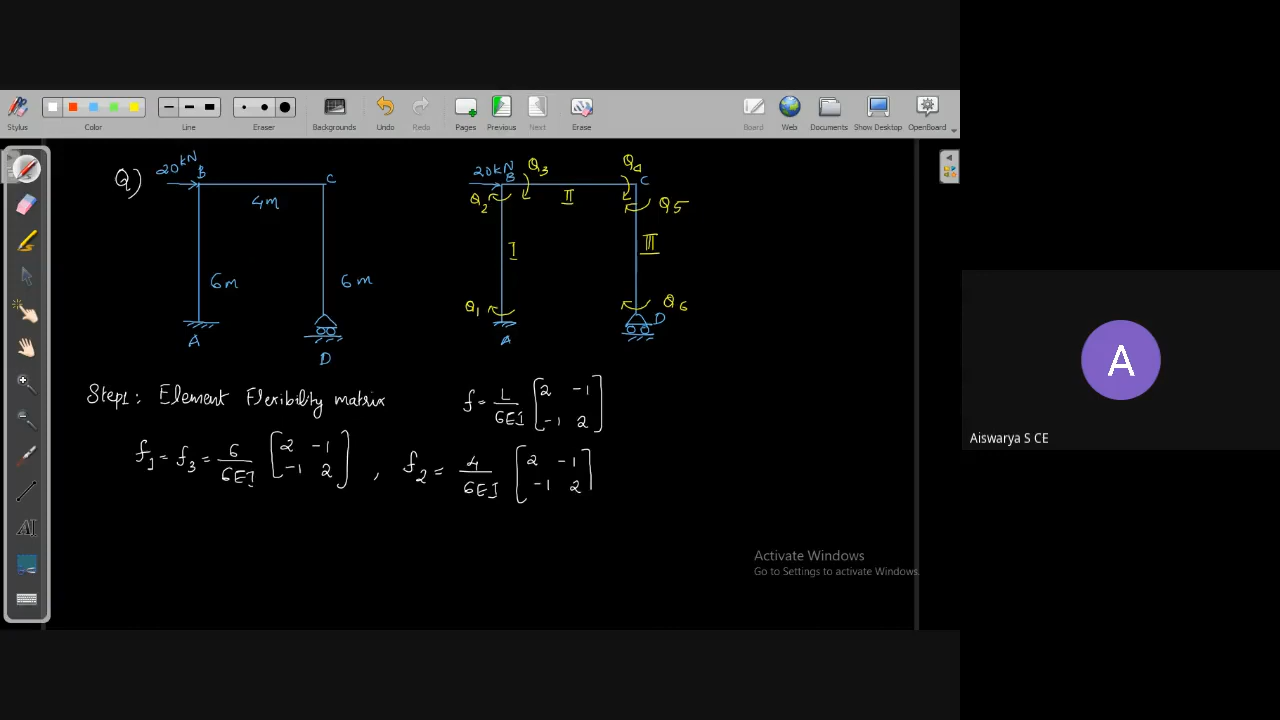 Stylus Color Line Eraser Backgrounds Undo Redo Pages Previous Next Erase Board Web Documents Show Desktop OpenBoard
Q)
20kN
B
C
4m
6m
6m
A
D
20kN
B
Q3
Q4
C
Q2
II
Q5
I
III
Q1
Q6
A
D
Step1: Element Flexibility matrix f = L/6EI [2 -1 -1 2]
f1 = f3 = 6/6EI [2 -1 -1 2] , f2 = 4/6EI [2 -1 -1 2]
A
Aiswarya S CE
Activate Windows
Go to Settings to activate Windows.
AI